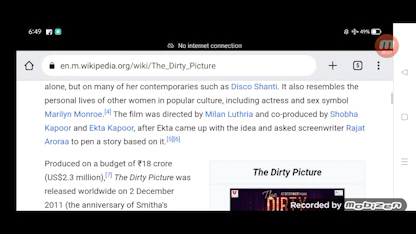 6:49
49%
No internet connection
en.m.wikipedia.org/wiki/The_Dirty_Picture
5
alone, but on many of her contemporaries such as Disco Shanti. It also resembles the
personal lives of other women in popular culture, including actress and sex symbol
Marilyn Monroe.[4] The film was directed by Milan Luthria and co-produced by Shobha
Kapoor and Ekta Kapoor, after Ekta came up with the idea and asked screenwriter Rajat
Aroraa to pen a story based on it.[5][6]
Produced on a budget of ₹18 crore
(US$2.3 million),[7] The Dirty Picture was
released worldwide on 2 December
2011 (the anniversary of Smitha's
The Dirty Picture
The
DIRTY
Recorded by mobizen